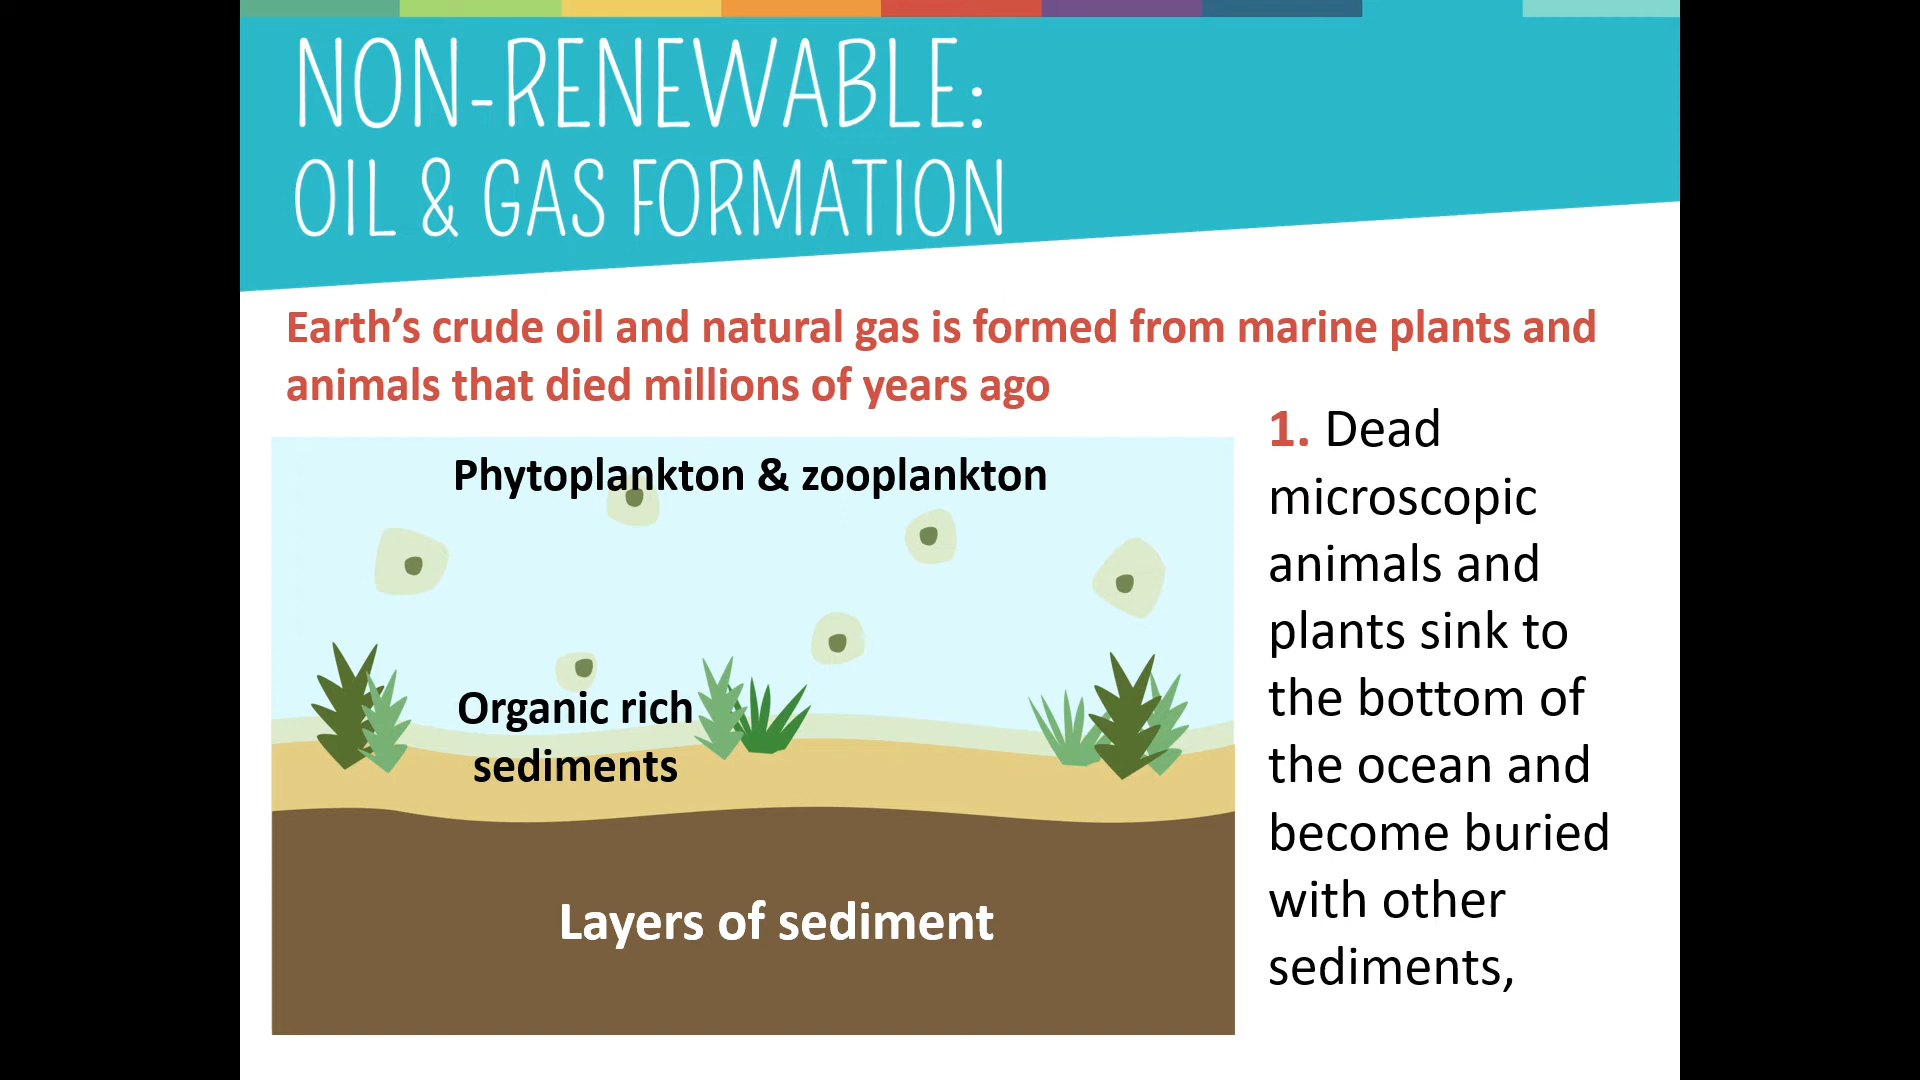 NON-RENEWABLE:
OIL & GAS FORMATION
Earth’s crude oil and natural gas is formed from marine plants and
animals that died millions of years ago
Phytoplankton & zooplankton
Organic rich
sediments
Layers of sediment
1. Dead
microscopic
animals and
plants sink to
the bottom of
the ocean and
become buried
with other
sediments,